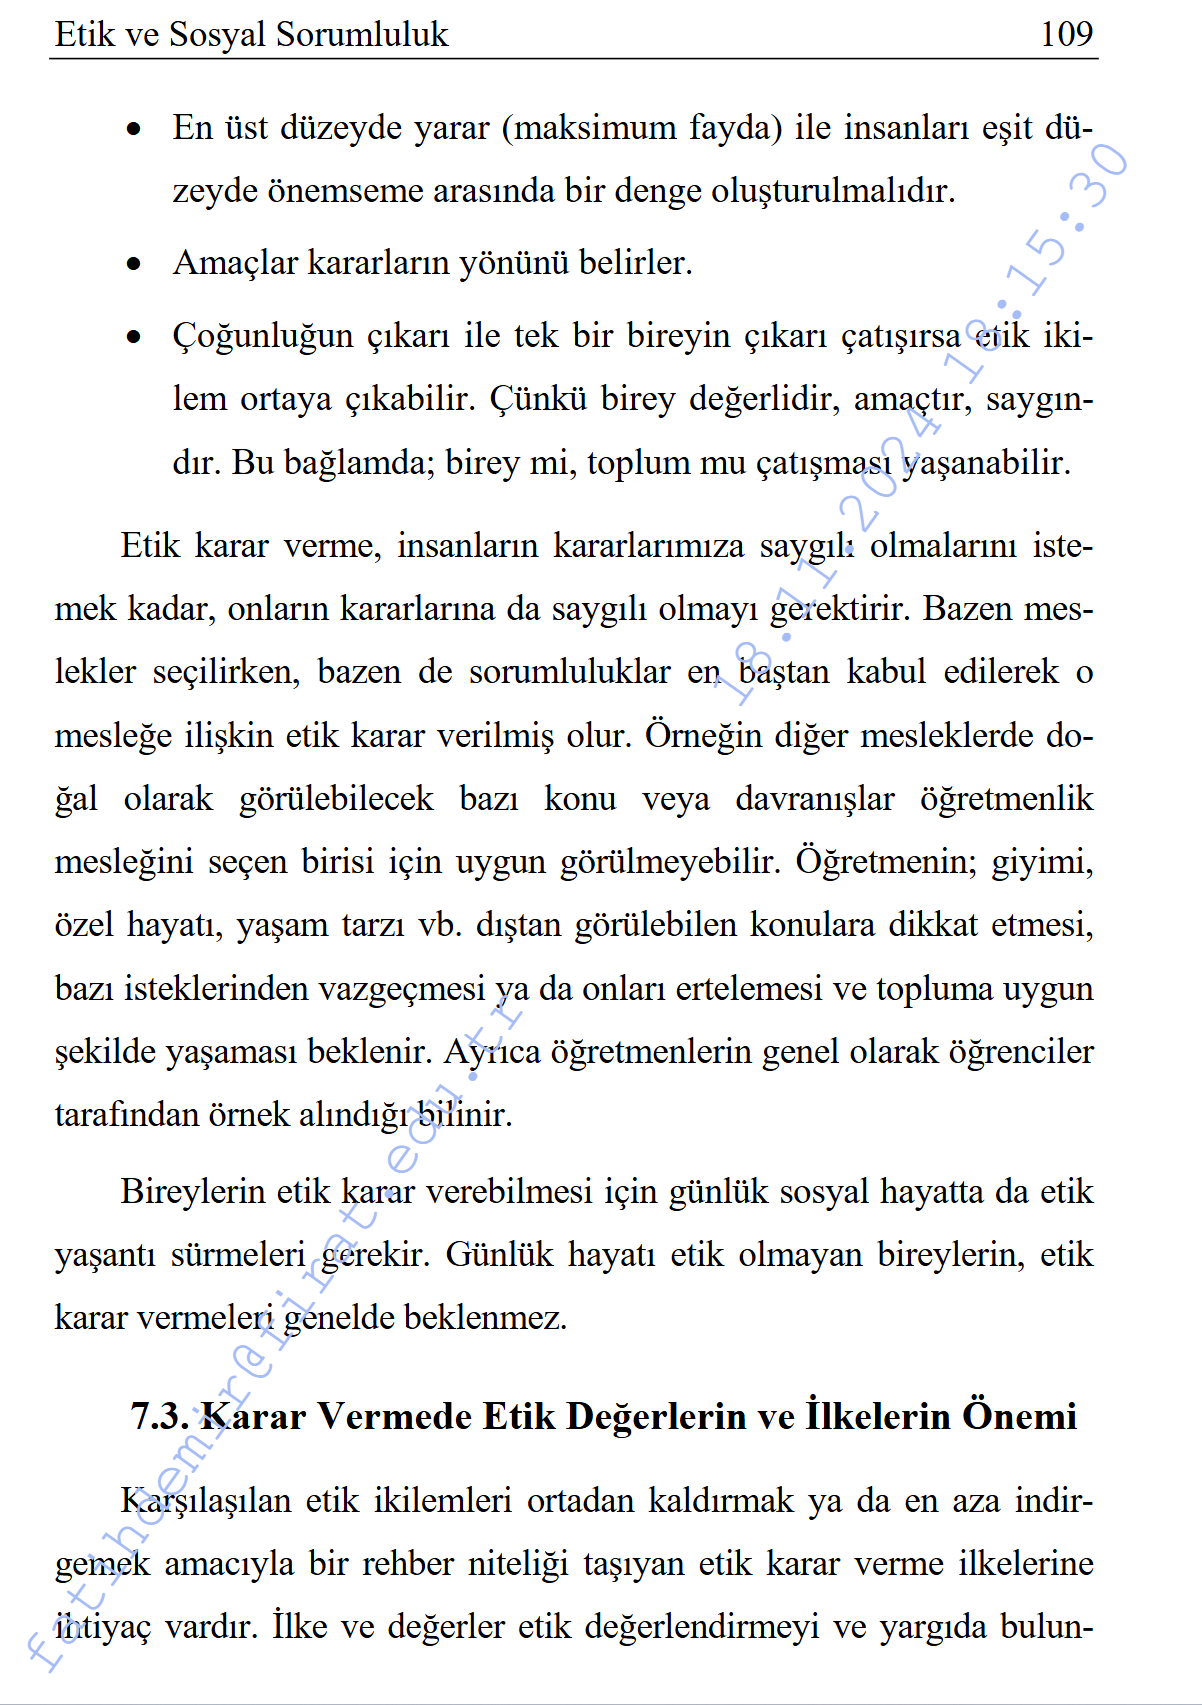 Etik ve Sosyal Sorumluluk 109
• En üst düzeyde yarar (maksimum fayda) ile insanları eşit dü-
zeyde önemseme arasında bir denge oluşturulmalıdır.
• Amaçlar kararların yönünü belirler.
• Çoğunluğun çıkarı ile tek bir bireyin çıkarı çatışırsa etik iki-
lem ortaya çıkabilir. Çünkü birey değerlidir, amaçtır, saygın-
dır. Bu bağlamda; birey mi, toplum mu çatışması yaşanabilir.
Etik karar verme, insanların kararlarımıza saygılı olmalarını iste-
mek kadar, onların kararlarına da saygılı olmayı gerektirir. Bazen mes-
lekler seçilirken, bazen de sorumluluklar en baştan kabul edilerek o
mesleğe ilişkin etik karar verilmiş olur. Örneğin diğer mesleklerde do-
ğal olarak görülebilecek bazı konu veya davranışlar öğretmenlik
mesleğini seçen birisi için uygun görülmeyebilir. Öğretmenin; giyimi,
özel hayatı, yaşam tarzı vb. dıştan görülebilen konulara dikkat etmesi,
bazı isteklerinden vazgeçmesi ya da onları ertelemesi ve topluma uygun
şekilde yaşaması beklenir. Ayrıca öğretmenlerin genel olarak öğrenciler
tarafından örnek alındığı bilinir.
Bireylerin etik karar verebilmesi için günlük sosyal hayatta da etik
yaşantı sürmeleri gerekir. Günlük hayatı etik olmayan bireylerin, etik
karar vermeleri genelde beklenmez.
7.3. Karar Vermede Etik Değerlerin ve İlkelerin Önemi
Karşılaşılan etik ikilemleri ortadan kaldırmak ya da en aza indir-
gemek amacıyla bir rehber niteliği taşıyan etik karar verme ilkelerine
ihtiyaç vardır. İlke ve değerler etik değerlendirmeyi ve yargıda bulun-
fatihdemir@firat.edu.tr
18.11.2024 18:15:30